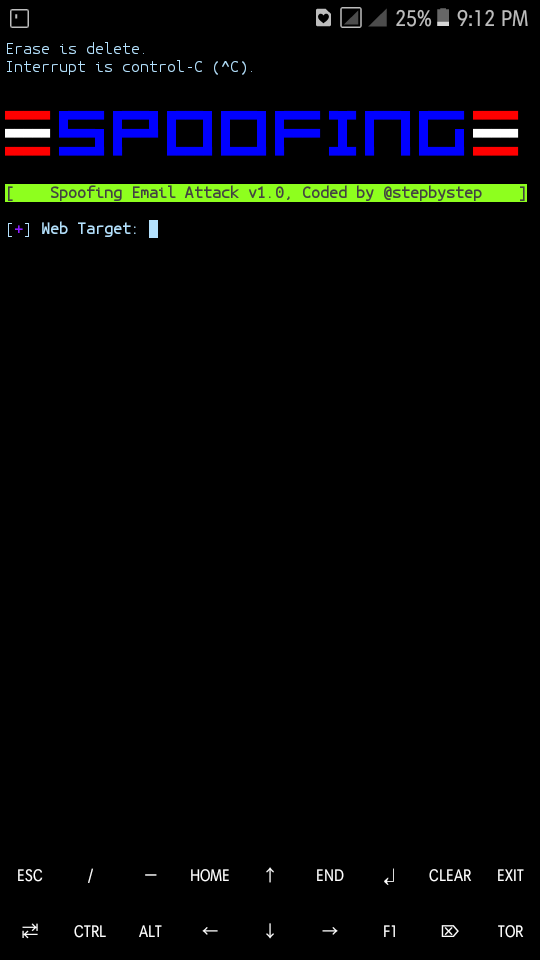 25% 9:12 PM
Erase is delete.
Interrupt is control-C (^C).
SPOOFING
[ Spoofing Email Attack v1.0, Coded by @stepbystep ]
[+] Web Target:
ESC / — HOME ↑ END ↲ CLEAR EXIT
⇄ CTRL ALT ← ↓ → F1 ⌦ TOR